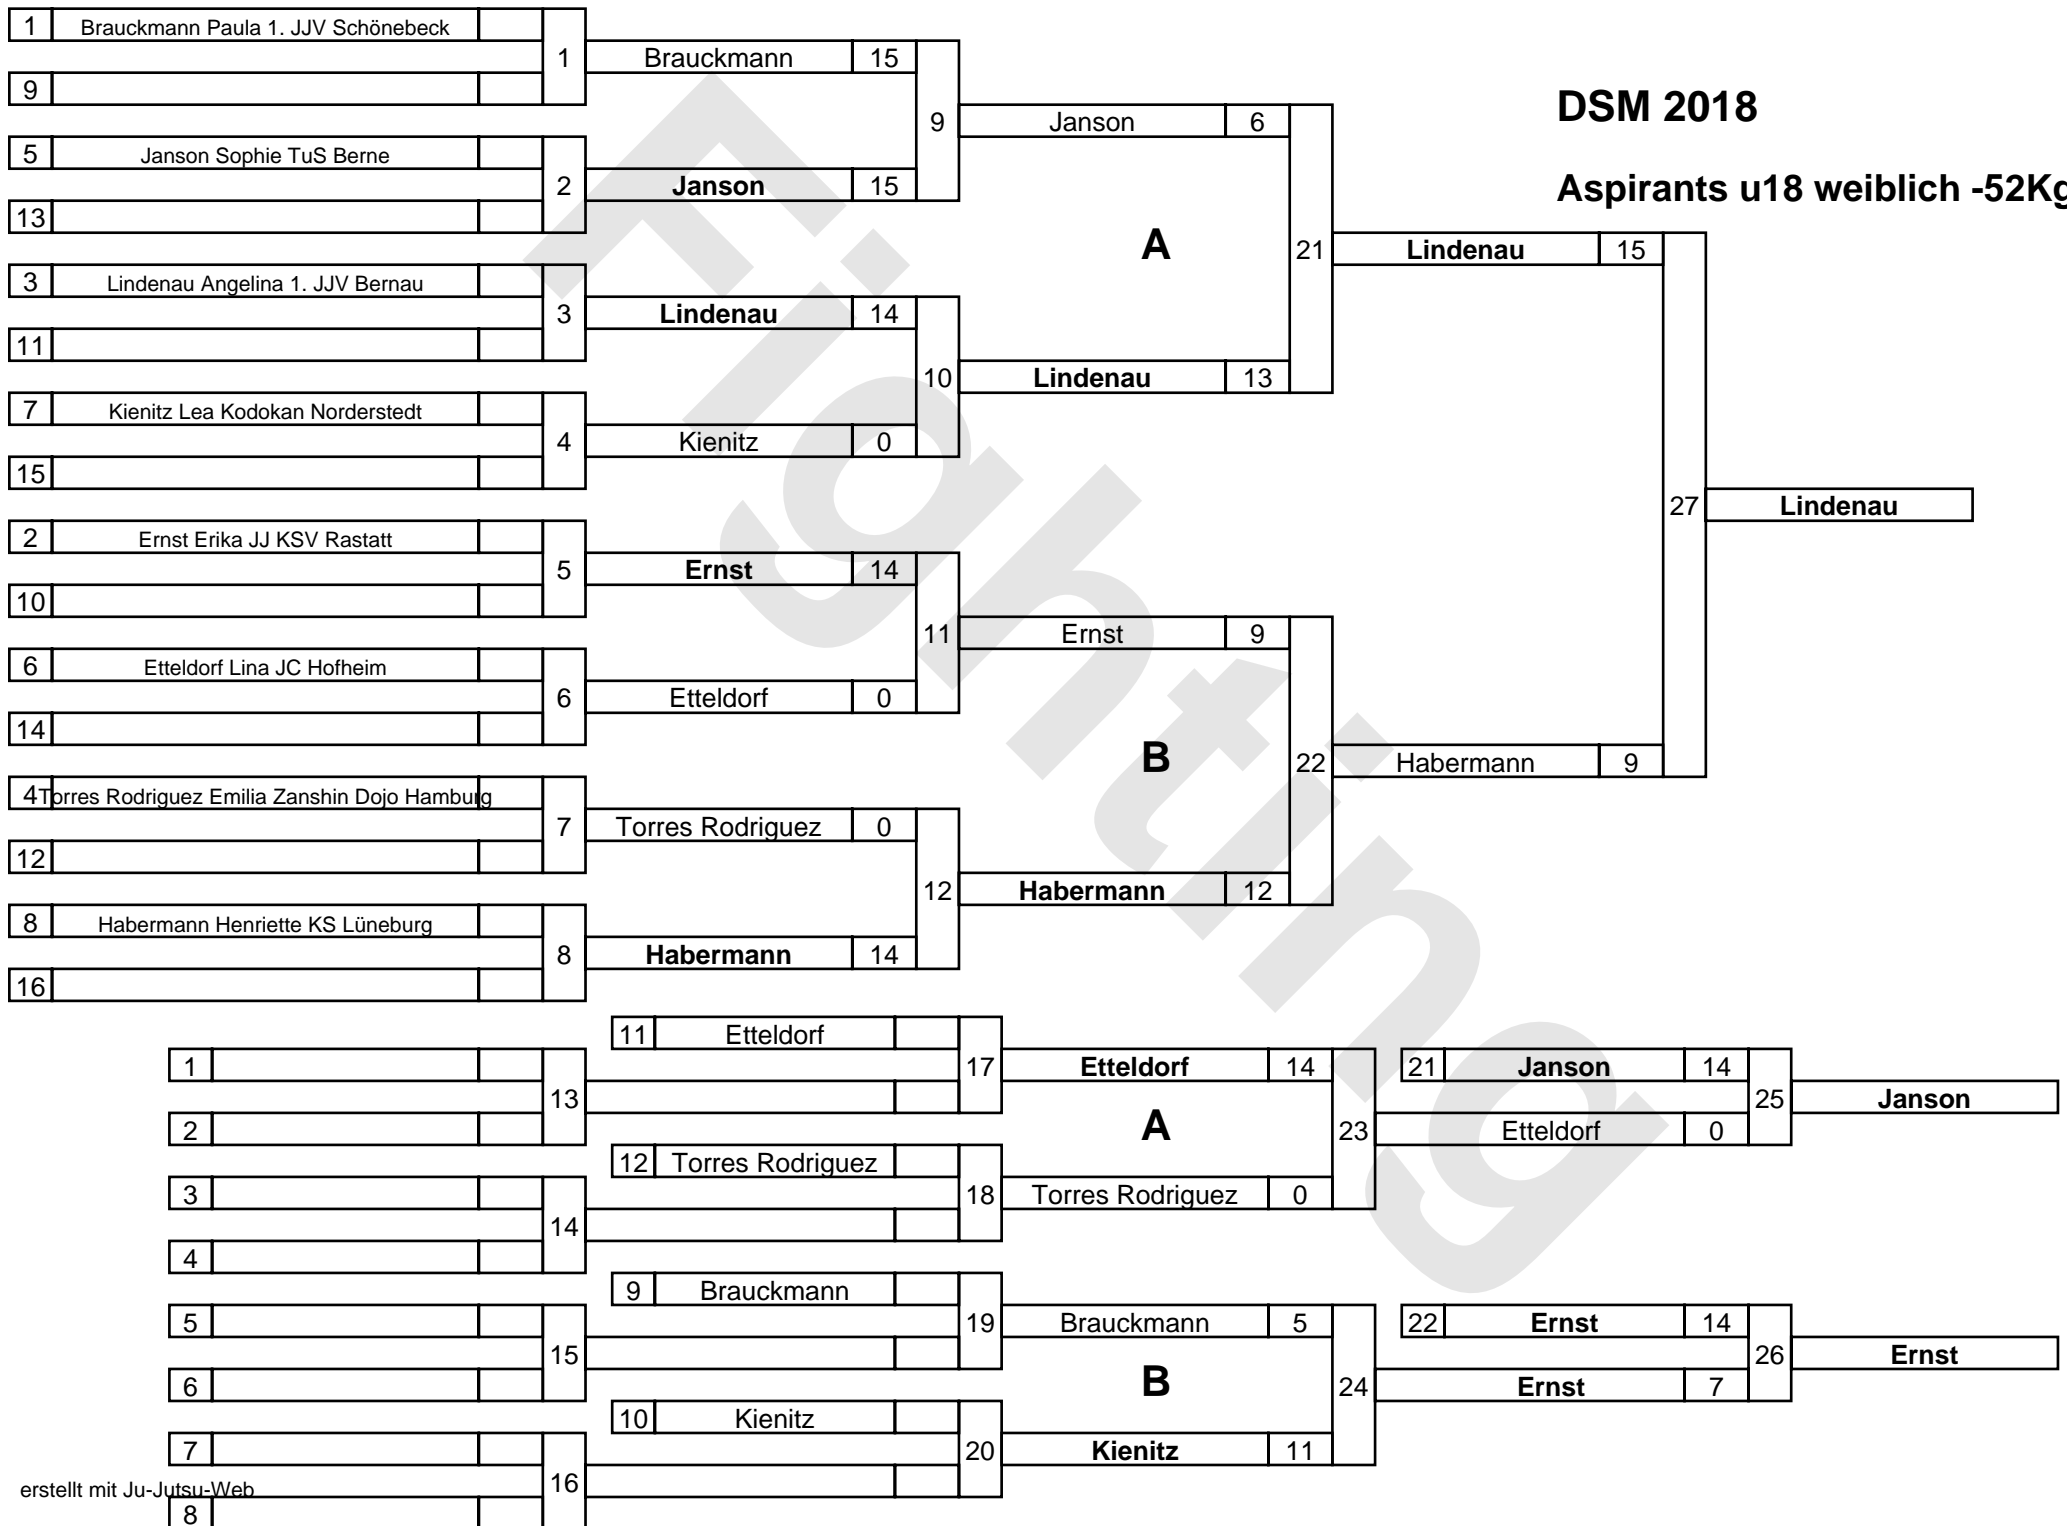 DSM 2018
Aspirants u18 weiblich -52Kg
1 Brauckmann Paula 1. JJV Schönebeck
1 Brauckmann 15
9
9 Janson 6
5 Janson Sophie TuS Berne
2 Janson 15
13
A
21 Lindenau 15
3 Lindenau Angelina 1. JJV Bernau
3 Lindenau 14
11
10 Lindenau 13
7 Kienitz Lea Kodokan Norderstedt
4 Kienitz 0
15
27 Lindenau
2 Ernst Erika JJ KSV Rastatt
5 Ernst 14
10
11 Ernst 9
6 Etteldorf Lina JC Hofheim
6 Etteldorf 0
14
B
22 Habermann 9
4 Torres Rodriguez Emilia Zanshin Dojo Hamburg
7 Torres Rodriguez 0
12
12 Habermann 12
8 Habermann Henriette KS Lüneburg
8 Habermann 14
16
Fighting
11 Etteldorf
1
17 Etteldorf 14
21 Janson 14
13
25 Janson
2
A
23 Etteldorf 0
12 Torres Rodriguez
3
18 Torres Rodriguez 0
14
4
9 Brauckmann
5
19 Brauckmann 5
22 Ernst 14
15
26 Ernst
6
B
24 Ernst 7
10 Kienitz
7
20 Kienitz 11
16
erstellt mit Ju-Jutsu-Web
8